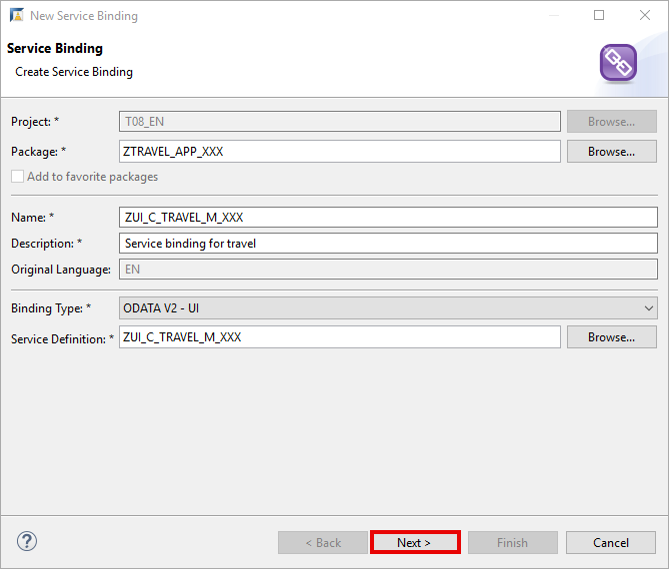 New Service Binding
Service Binding
Create Service Binding
Project: * T08_EN Browse...
Package: * ZTRAVEL_APP_XXX Browse...
Add to favorite packages
Name: * ZUI_C_TRAVEL_M_XXX
Description: * Service binding for travel
Original Language: EN
Binding Type: * ODATA V2 - UI
Service Definition: * ZUI_C_TRAVEL_M_XXX Browse...
? < Back Next > Finish Cancel